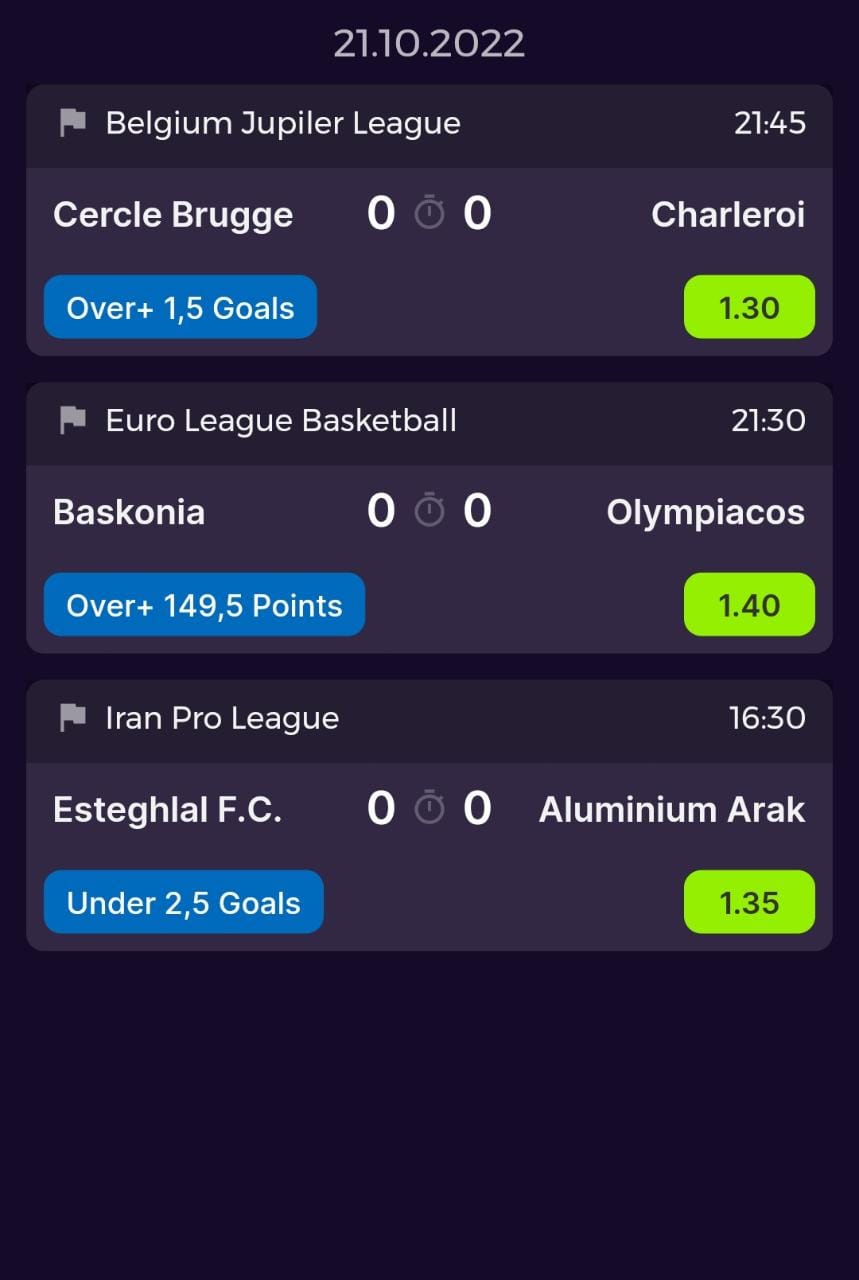 21.10.2022
Belgium Jupiler League 21:45
Cercle Brugge 0 0 Charleroi
Over+ 1,5 Goals 1.30
Euro League Basketball 21:30
Baskonia 0 0 Olympiacos
Over+ 149,5 Points 1.40
Iran Pro League 16:30
Esteghlal F.C. 0 0 Aluminium Arak
Under 2,5 Goals 1.35